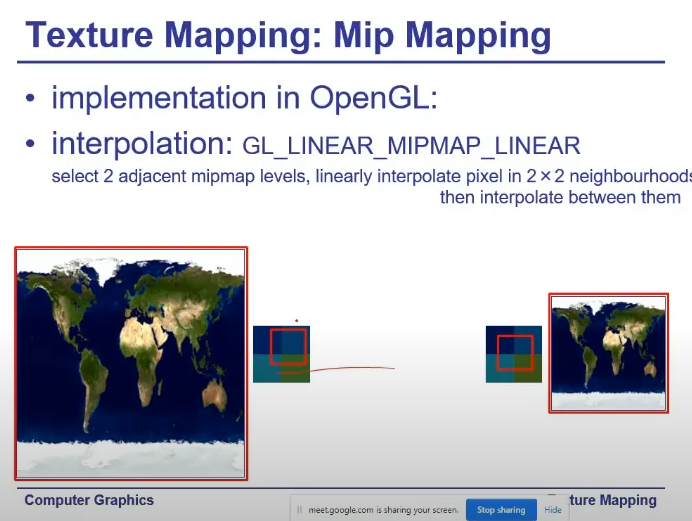 Texture Mapping: Mip Mapping
• implementation in OpenGL:
• interpolation: GL_LINEAR_MIPMAP_LINEAR
select 2 adjacent mipmap levels, linearly interpolate pixel in 2×2 neighbourhoods
then interpolate between them
Computer Graphics
meet.google.com is sharing your screen. Stop sharing Hide
ture Mapping